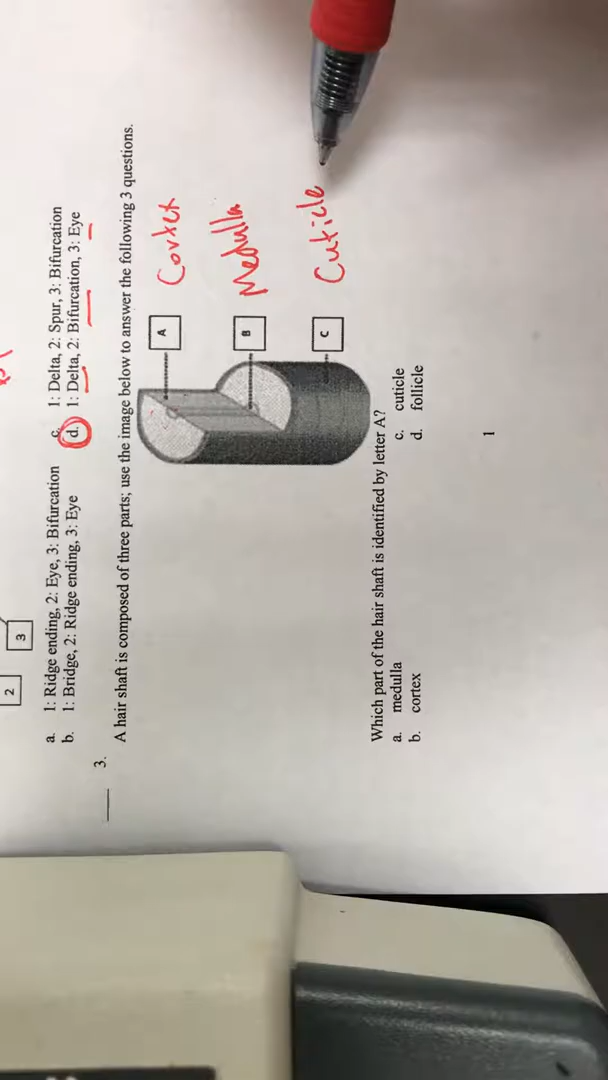 2
3
a. 1: Ridge ending, 2: Eye, 3: Bifurcation c. 1: Delta, 2: Spur, 3: Bifurcation
b. 1: Bridge, 2: Ridge ending, 3: Eye d. 1: Delta, 2: Bifurcation, 3: Eye
3. A hair shaft is composed of three parts; use the image below to answer the following 3 questions.
A Cortex
B Medulla
C Cuticle
Which part of the hair shaft is identified by letter A?
a. medulla c. cuticle
b. cortex d. follicle
1